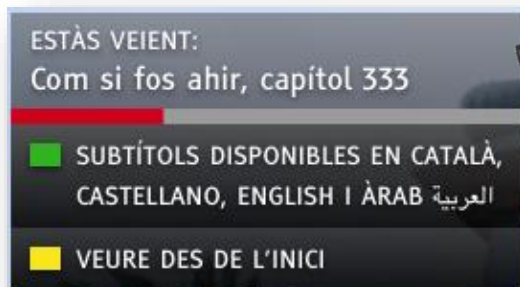 ESTÀS VEIENT:
Com si fos ahir, capítol 333
SUBTÍTOLS DISPONIBLES EN CATALÀ,
CASTELLANO, ENGLISH I ÀRAB العربية
VEURE DES DE L'INICI